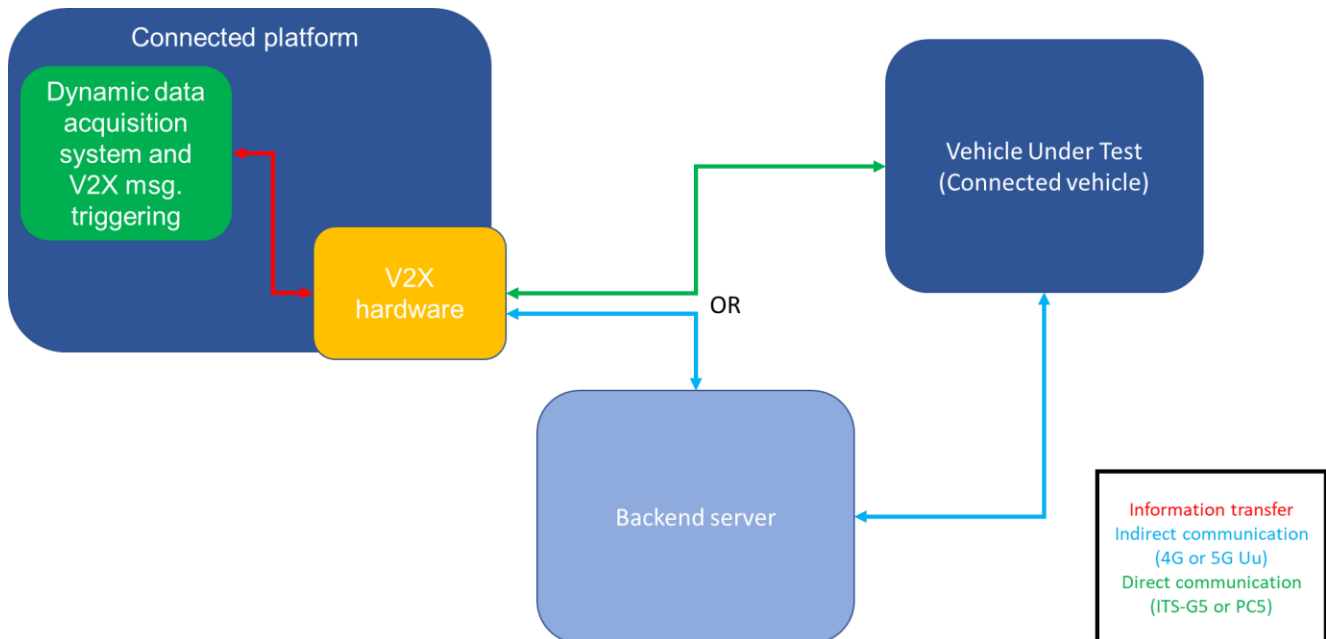 Connected platform
Dynamic data
acquisition
system and
V2X msg.
triggering
V2X
hardware
OR
Vehicle Under Test
(Connected vehicle)
Backend server
Information transfer
Indirect communication
(4G or 5G Uu)
Direct communication
(ITS-G5 or PC5)